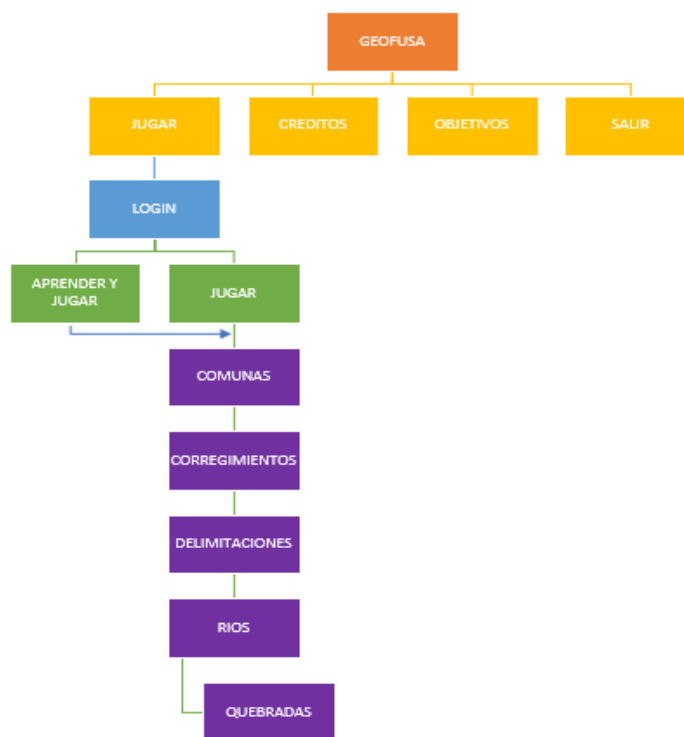 GEOFUSA
JUGAR
CREDITOS
OBJETIVOS
SALIR
LOGIN
APRENDER Y
JUGAR
JUGAR
COMUNAS
CORREGIMIENTOS
DELIMITACIONES
RIOS
QUEBRADAS